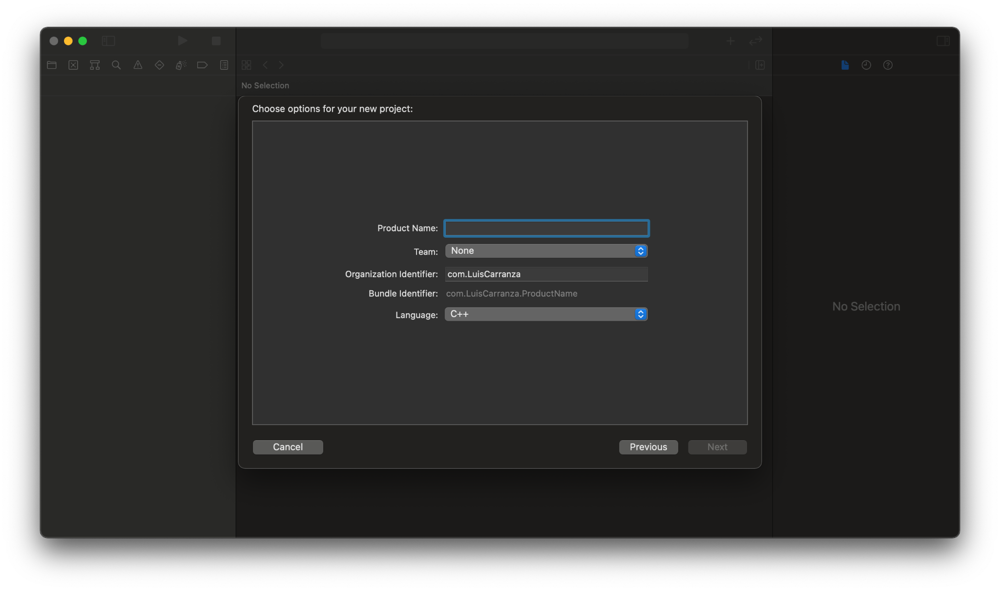 No Selection
Choose options for your new project:
Product Name:
Team: None
Organization Identifier: com.LuisCarranza
Bundle Identifier: com.LuisCarranza.ProductName
Language: C++
No Selection
Cancel Previous Next